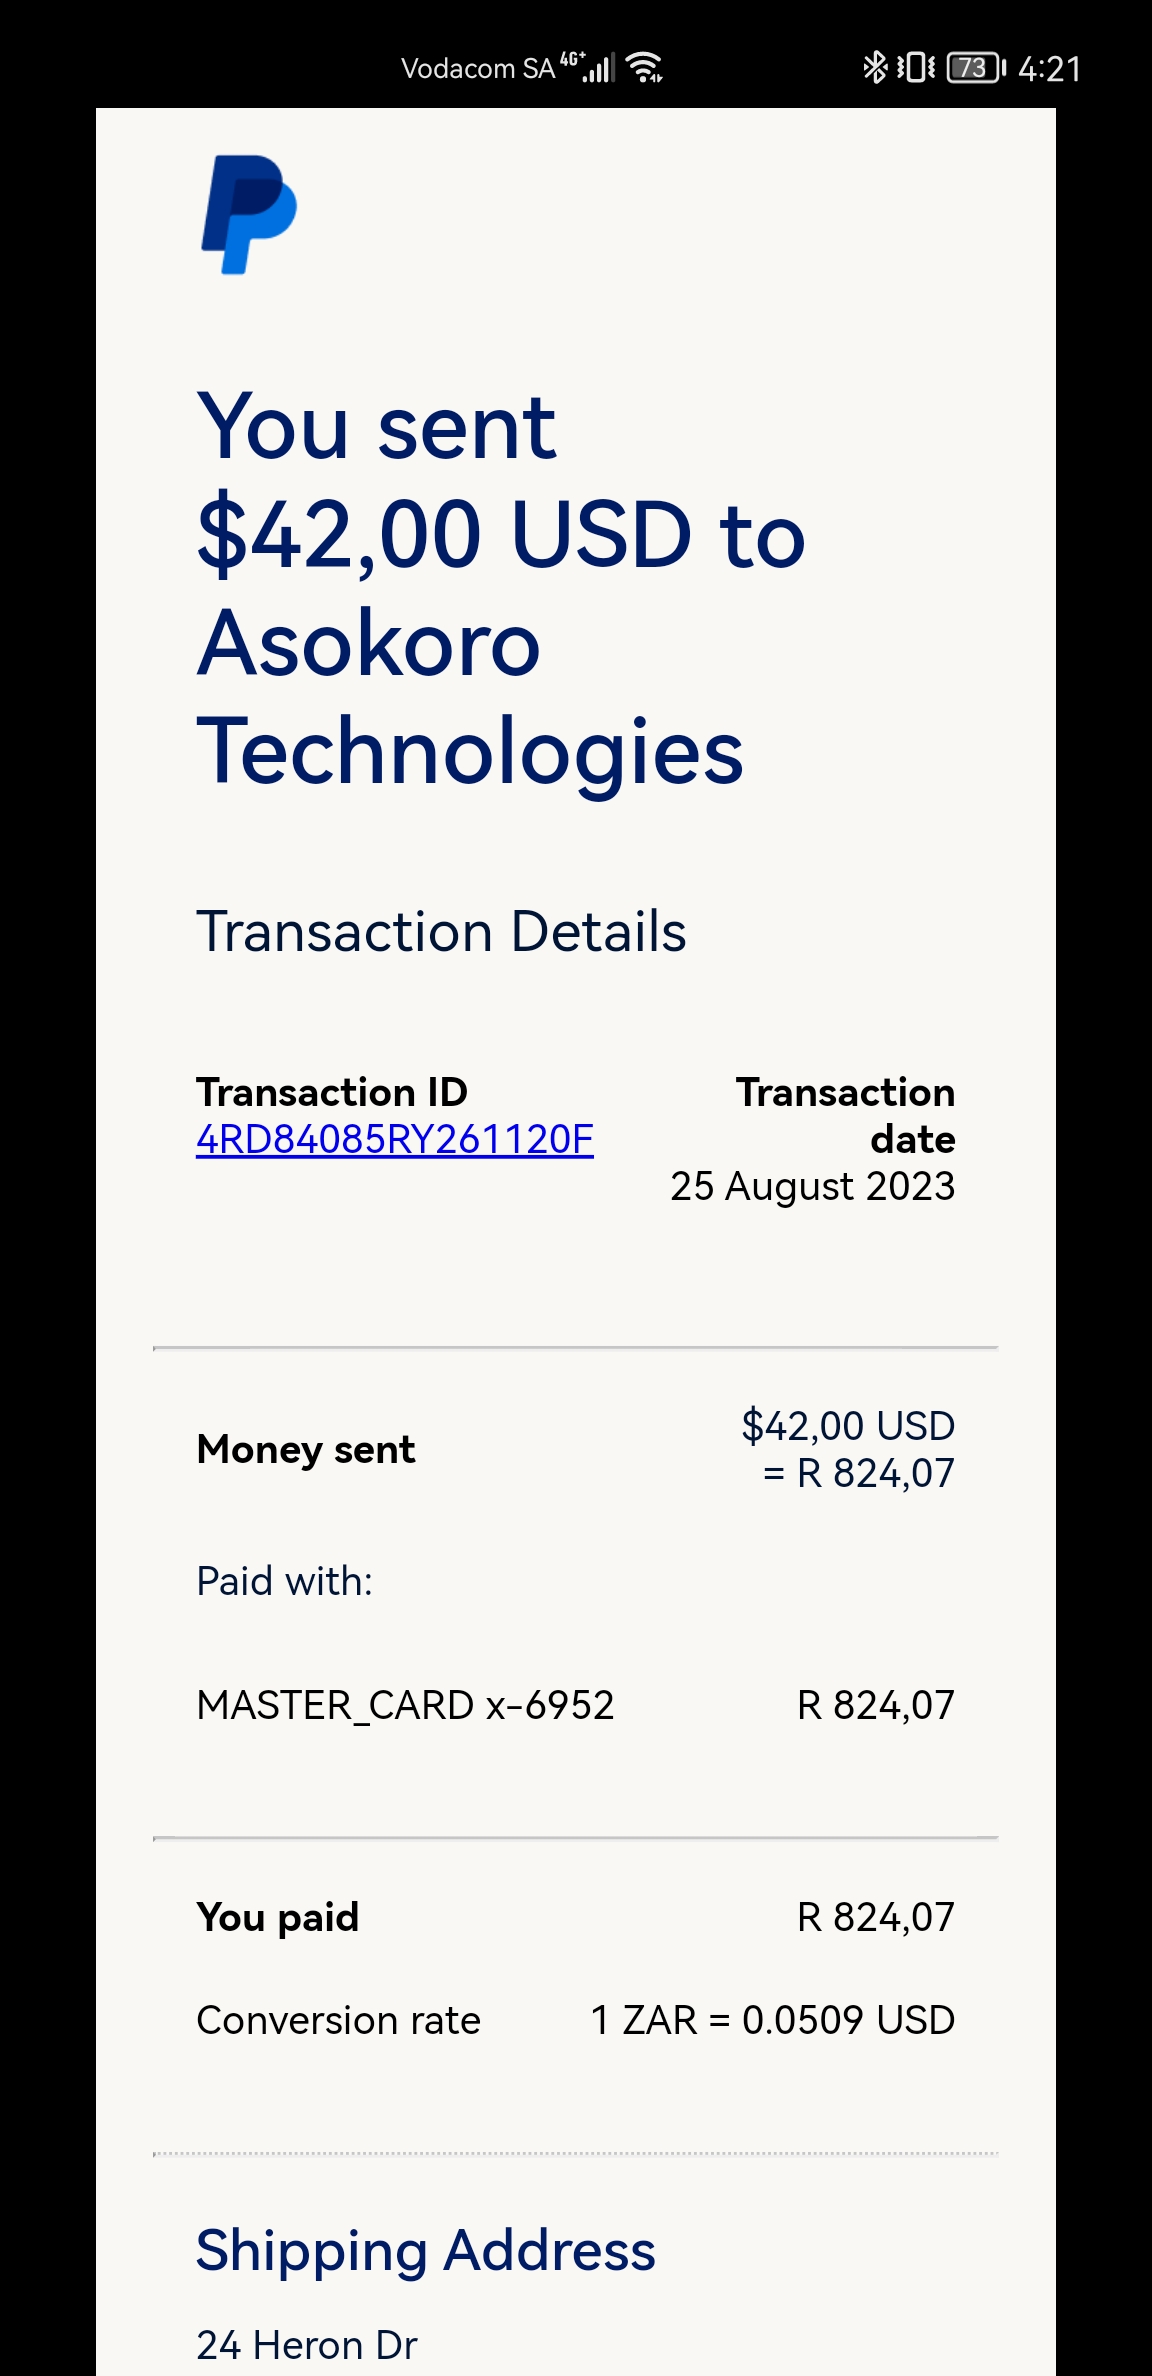 Vodacom SA 4G+ 73 4:21
You sent
$42,00 USD to
Asokoro
Technologies
Transaction Details
Transaction ID
4RD84085RY261120F
Transaction
date
25 August 2023
Money sent
$42,00 USD
= R 824,07
Paid with:
MASTER_CARD x-6952 R 824,07
You paid R 824,07
Conversion rate 1 ZAR = 0.0509 USD
Shipping Address
24 Heron Dr